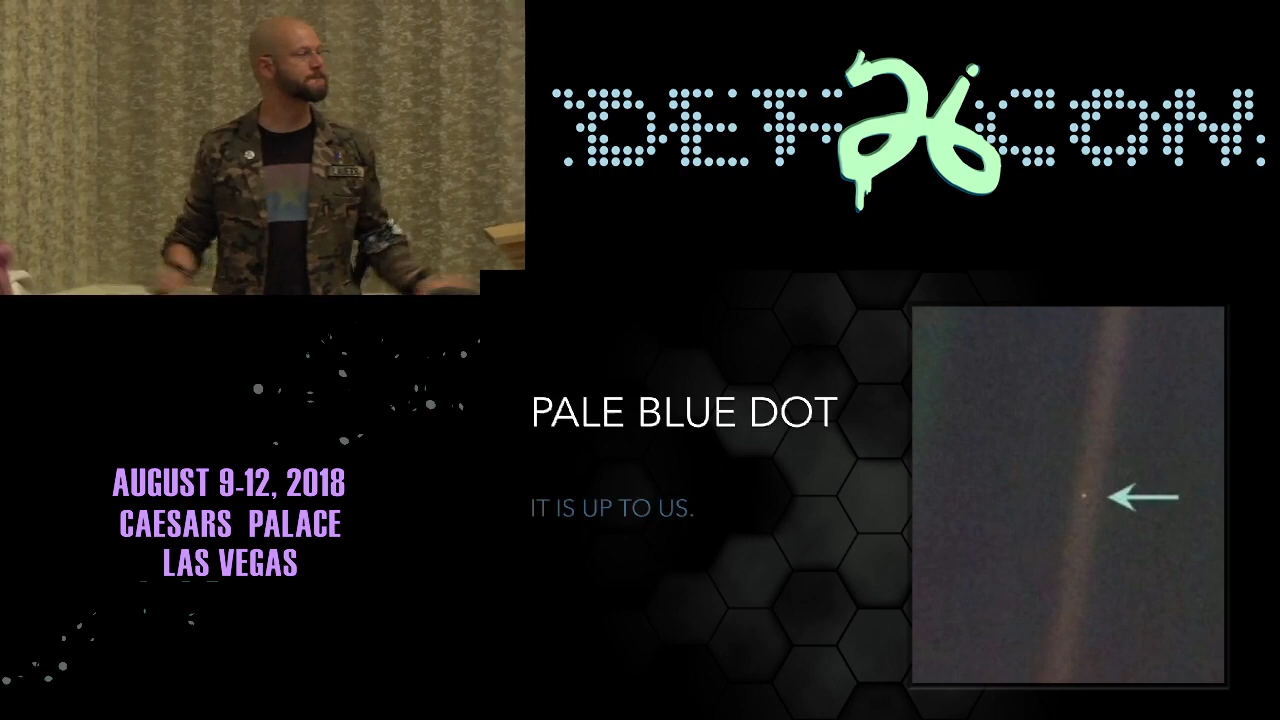 DEF 26 CON
PALE BLUE DOT
IT IS UP TO US.
AUGUST 9-12, 2018
CAESARS PALACE
LAS VEGAS